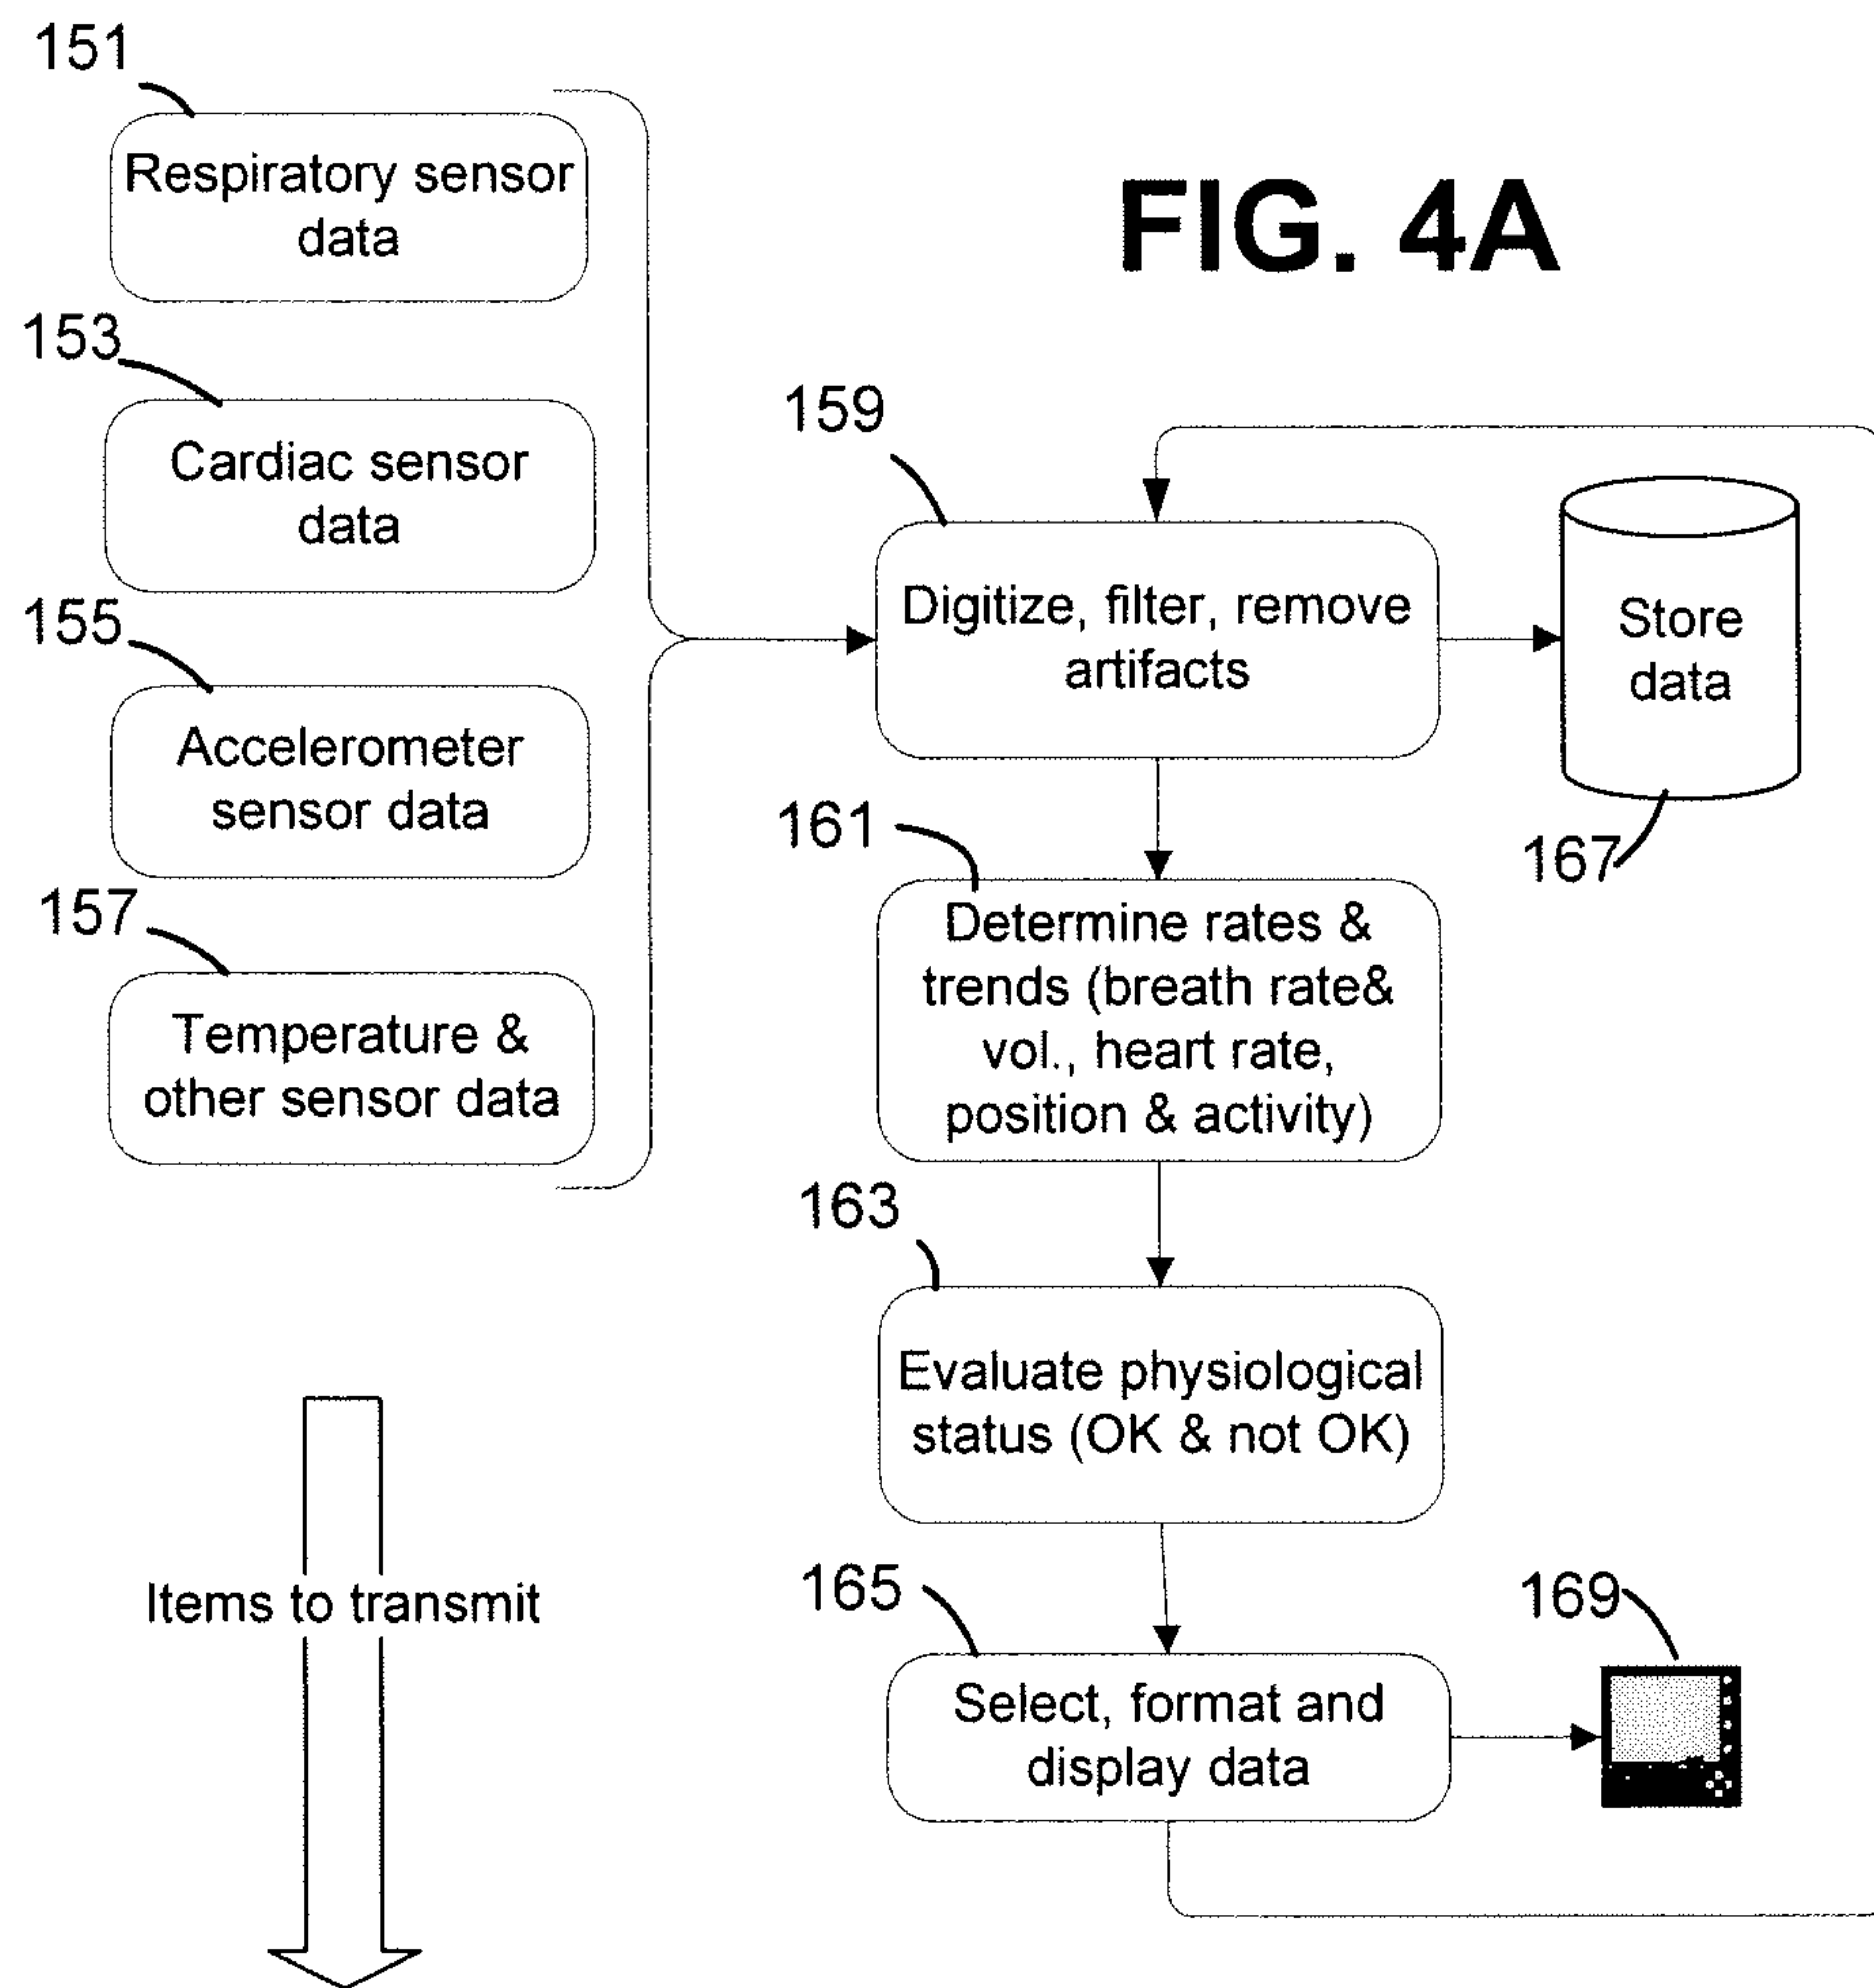 151
Respiratory sensor
data
FIG. 4A
153
Cardiac sensor
data
159
Digitize, filter, remove
artifacts
Store
data
155
Accelerometer
sensor data
161
167
Determine rates &
trends (breath rate&
vol., heart rate,
position & activity)
157
Temperature &
other sensor data
163
Evaluate physiological
status (OK & not OK)
Items to transmit
165
169
Select, format and
display data